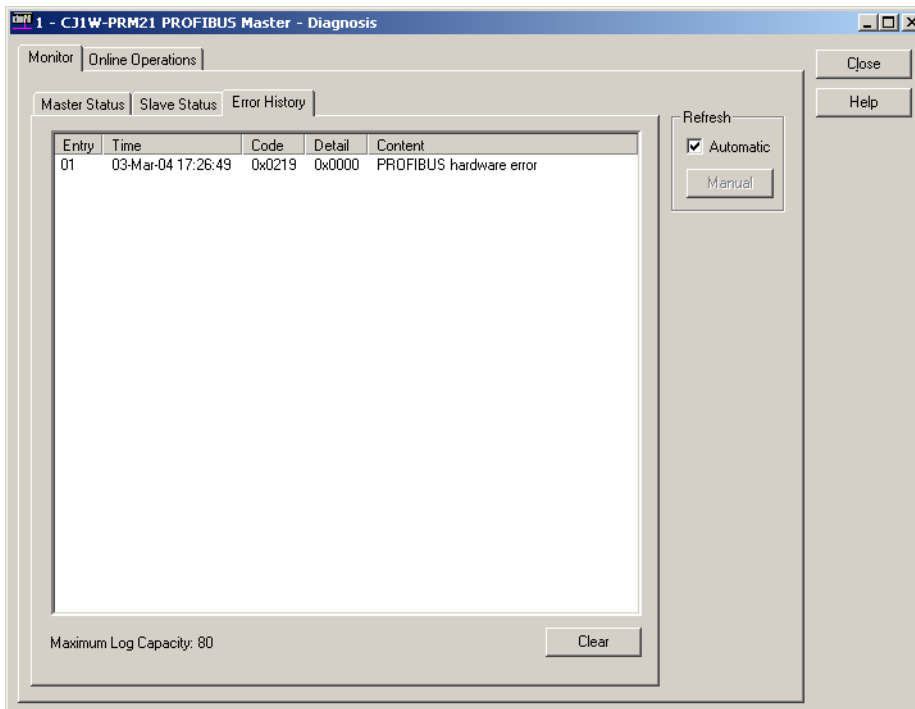 1 - CJ1W-PRM21 PROFIBUS Master - Diagnosis
Monitor Online Operations
Close
Master Status Slave Status Error History
Help
Refresh
Entry Time Code Detail Content
Automatic
01 03-Mar-04 17:26:49 0x0219 0x0000 PROFIBUS hardware error
Manual
Maximum Log Capacity: 80
Clear